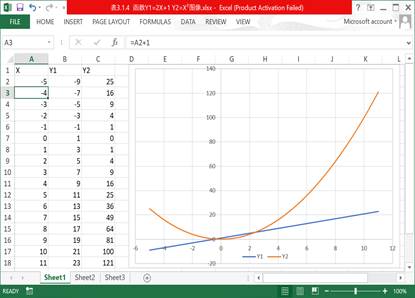 表3.1.4 函数Y1=2X+1 Y2=X²图像.xlsx - Excel (Product Activation Failed)
FILE HOME INSERT PAGE LAYOUT FORMULAS DATA REVIEW VIEW Microsoft account
A3 =A2+1
A B C D E F G H I J K
1 X Y1 Y2
2 -5 -9 25
3 -4 -7 16
4 -3 -5 9
5 -2 -3 4
6 -1 -1 1
7 0 1 0
8 1 3 1
9 2 5 4
10 3 7 9
11 4 9 16
12 5 11 25
13 6 13 36
14 7 15 49
15 8 17 64
16 9 19 81
17 10 21 100
18 11 23 121
140
120
100
80
60
40
20
0
-6 -4 -2 0 2 4 6 8 10 12
-20
Y1 Y2
Sheet1 Sheet2 Sheet3
100%